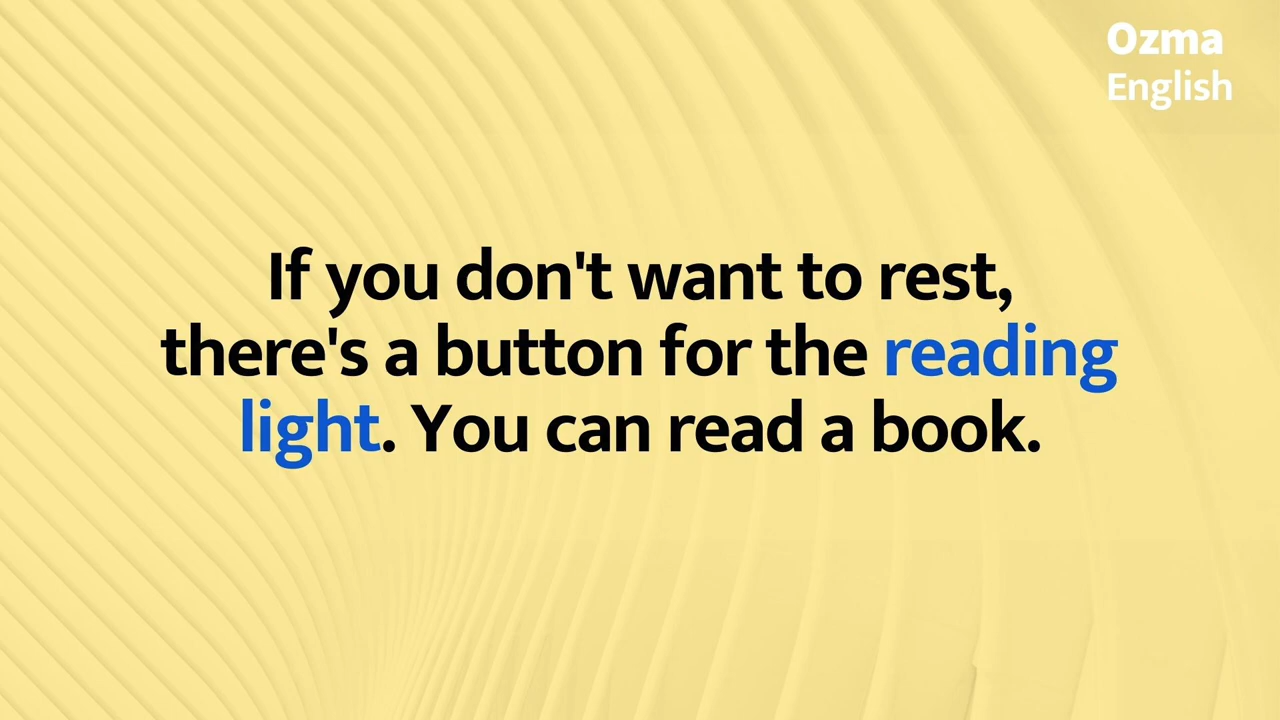 Ozma
English
If you don't want to rest,
there's a button for the reading
light. You can read a book.